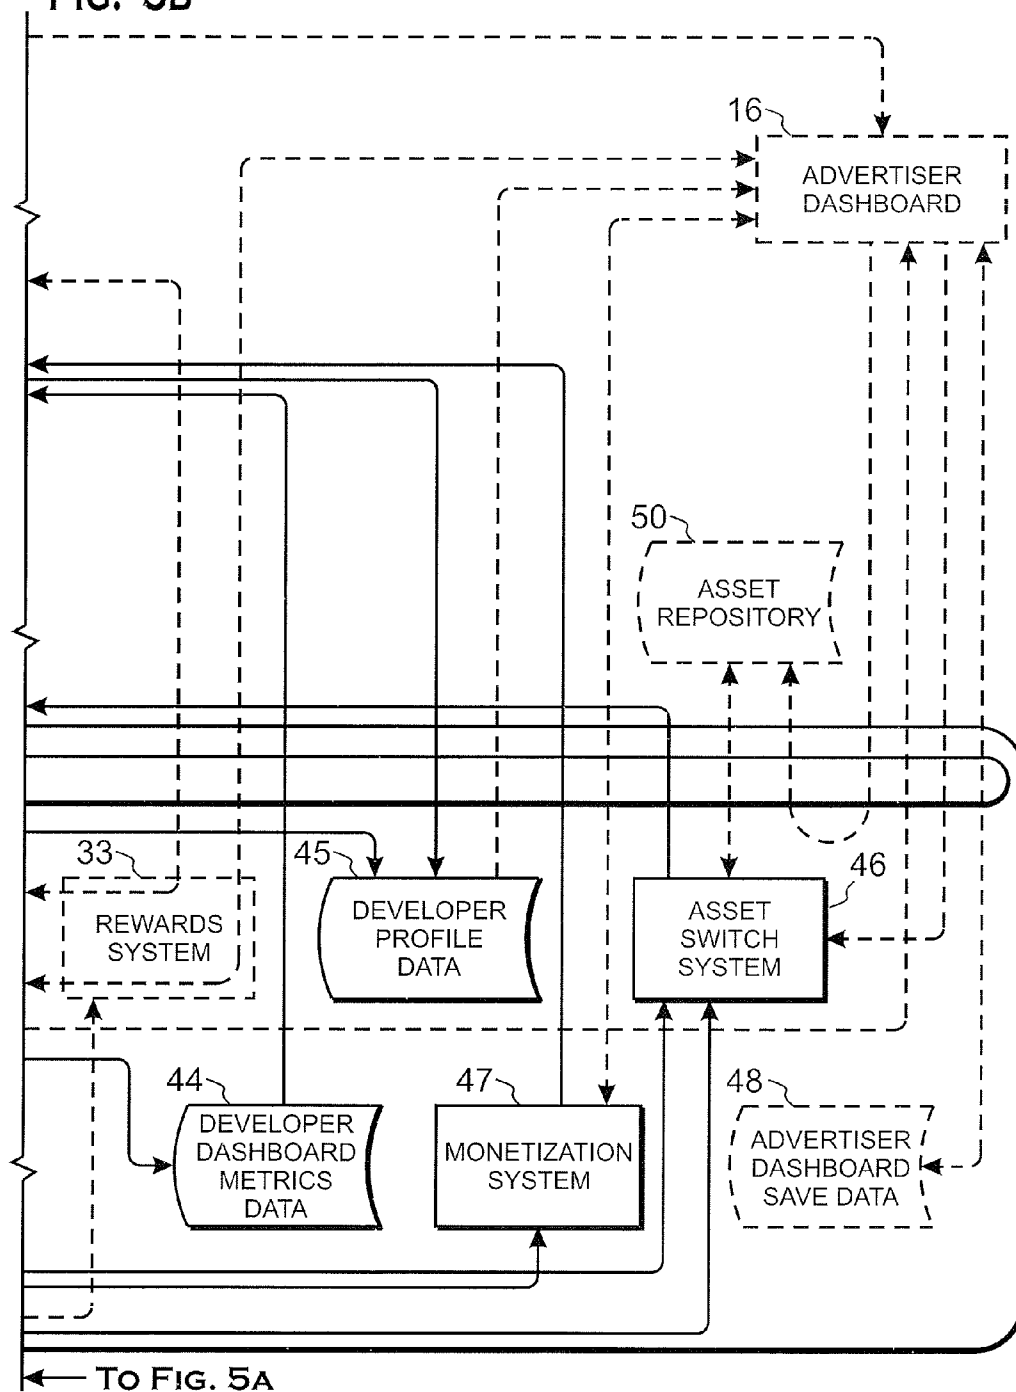 FIG. 5B
16
ADVERTISER
DASHBOARD
50
ASSET
REPOSITORY
33
REWARDS
SYSTEM
45
DEVELOPER
PROFILE
DATA
46
ASSET
SWITCH
SYSTEM
44
DEVELOPER
DASHBOARD
METRICS
DATA
47
MONETIZATION
SYSTEM
48
ADVERTISER
DASHBOARD
SAVE DATA
TO FIG. 5A